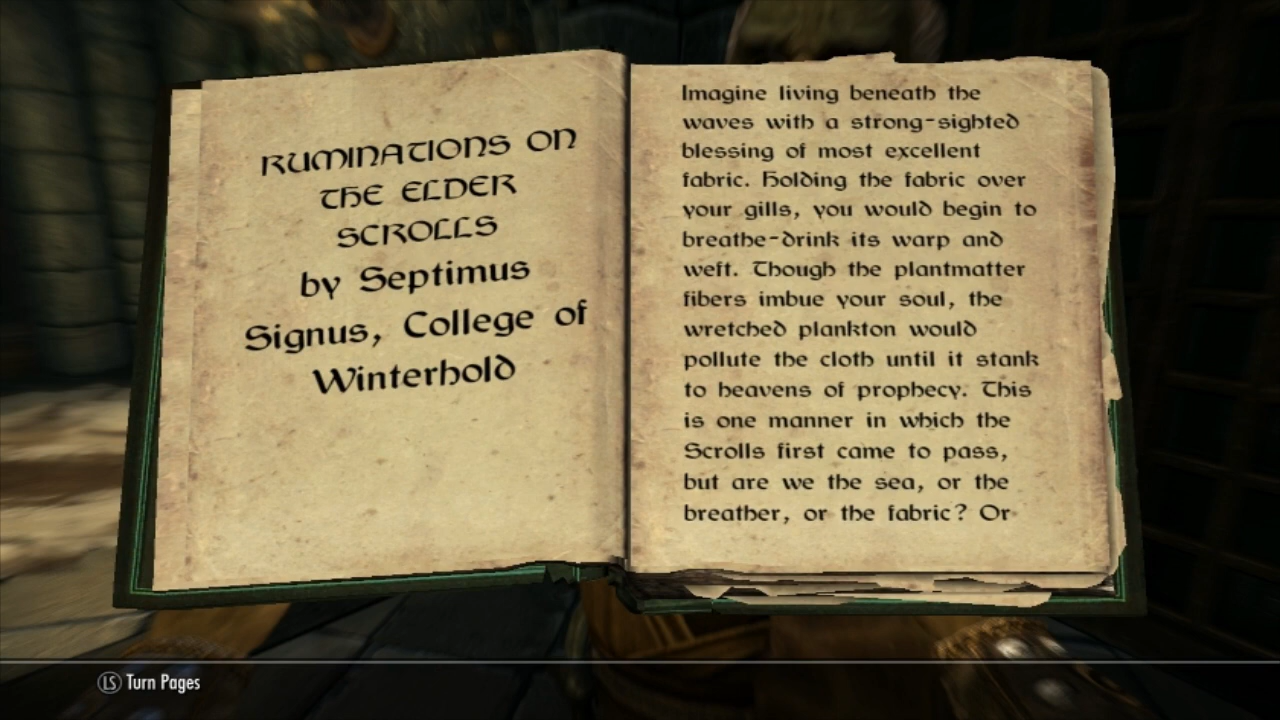 RUMINATIONS ON
THE ELDER
SCROLLS
by Septimus
Signus, College of
Winterhold
Imagine living beneath the
waves with a strong-sighted
blessing of most excellent
fabric. Holding the fabric over
your gills, you would begin to
breathe-drink its warp and
weft. Though the plantmatter
fibers imbue your soul, the
wretched plankton would
pollute the cloth until it stank
to heavens of prophecy. This
is one manner in which the
Scrolls first came to pass,
but are we the sea, or the
breather, or the fabric? Or
LS Turn Pages